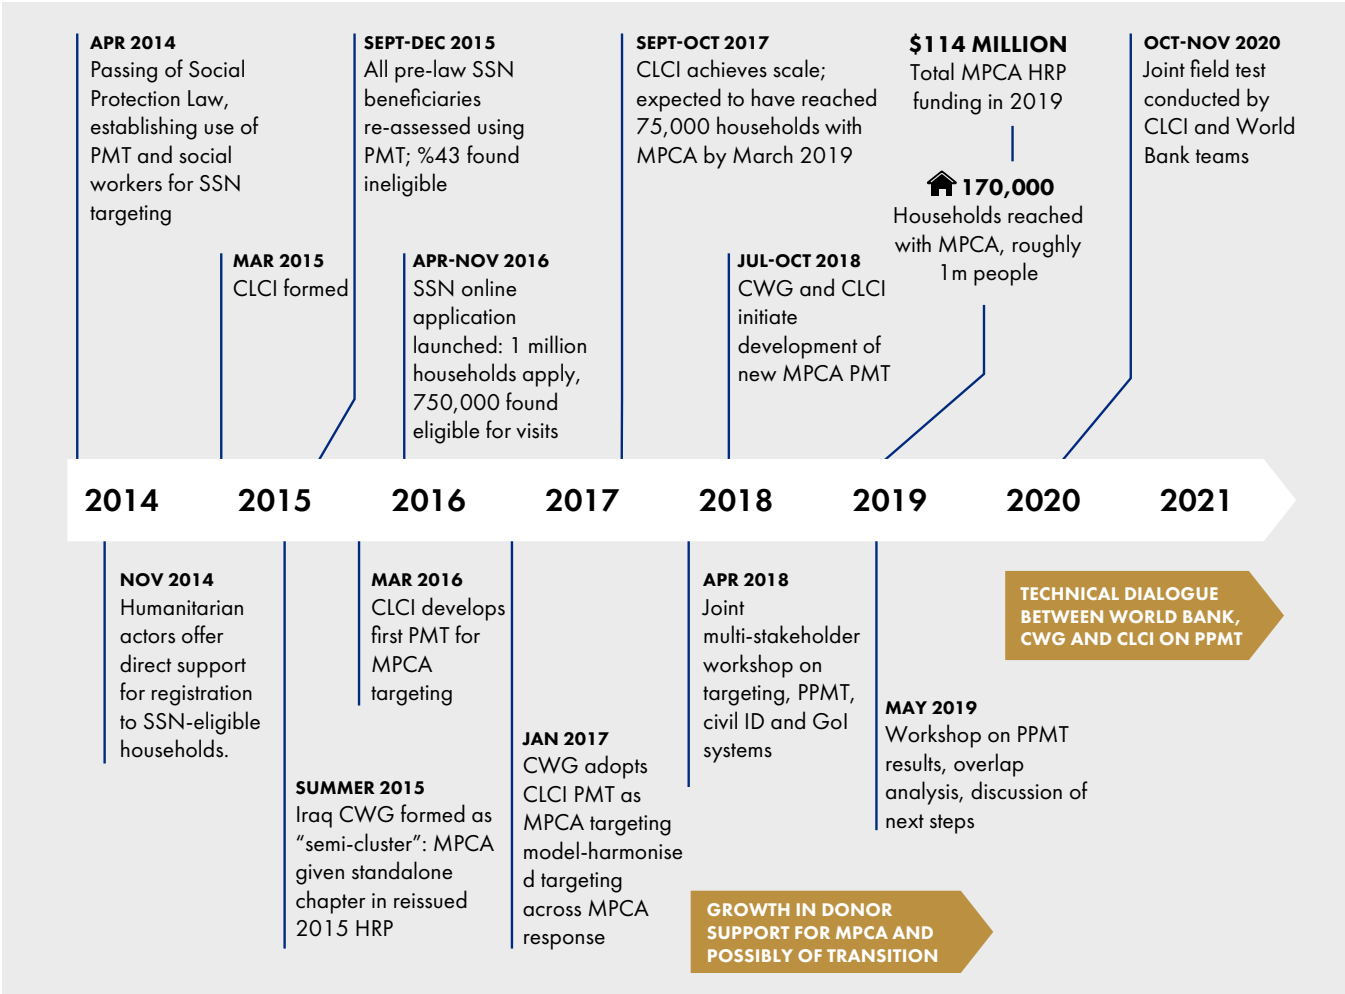 APR 2014
Passing of Social
Protection Law,
establishing use of
PMT and social
workers for SSN
targeting
MAR 2015
CLCI formed
SEPT-DEC 2015
All pre-law SSN
beneficiaries
re-assessed using
PMT; %43 found
ineligible
APR-NOV 2016
SSN online
application
launched: 1 million
households apply,
750,000 found
eligible for visits
SEPT-OCT 2017
CLCI achieves scale;
expected to have reached
75,000 households with
MPCA by March 2019
JUL-OCT 2018
CWG and CLCI
initiate
development of
new MPCA PMT
$114 MILLION
Total MPCA HRP
funding in 2019
170,000
Households reached
with MPCA, roughly
1m people
OCT-NOV 2020
Joint field test
conducted by
CLCI and World
Bank teams
2014 2015 2016 2017 2018 2019 2020 2021
NOV 2014
Humanitarian
actors offer
direct support
for registration
to SSN-eligible
households.
SUMMER 2015
Iraq CWG formed as
“semi-cluster”: MPCA
given standalone
chapter in reissued
2015 HRP
MAR 2016
CLCI develops
first PMT for
MPCA
targeting
JAN 2017
CWG adopts
CLCI PMT as
MPCA targeting
model-harmonise
d targeting
across MPCA
response
APR 2018
Joint
multi-stakeholder
workshop on
targeting, PPMT,
civil ID and GoI
systems
MAY 2019
Workshop on PPMT
results, overlap
analysis, discussion of
next steps
TECHNICAL DIALOGUE
BETWEEN WORLD BANK,
CWG AND CLCI ON PPMT
GROWTH IN DONOR
SUPPORT FOR MPCA AND
POSSIBLY OF TRANSITION